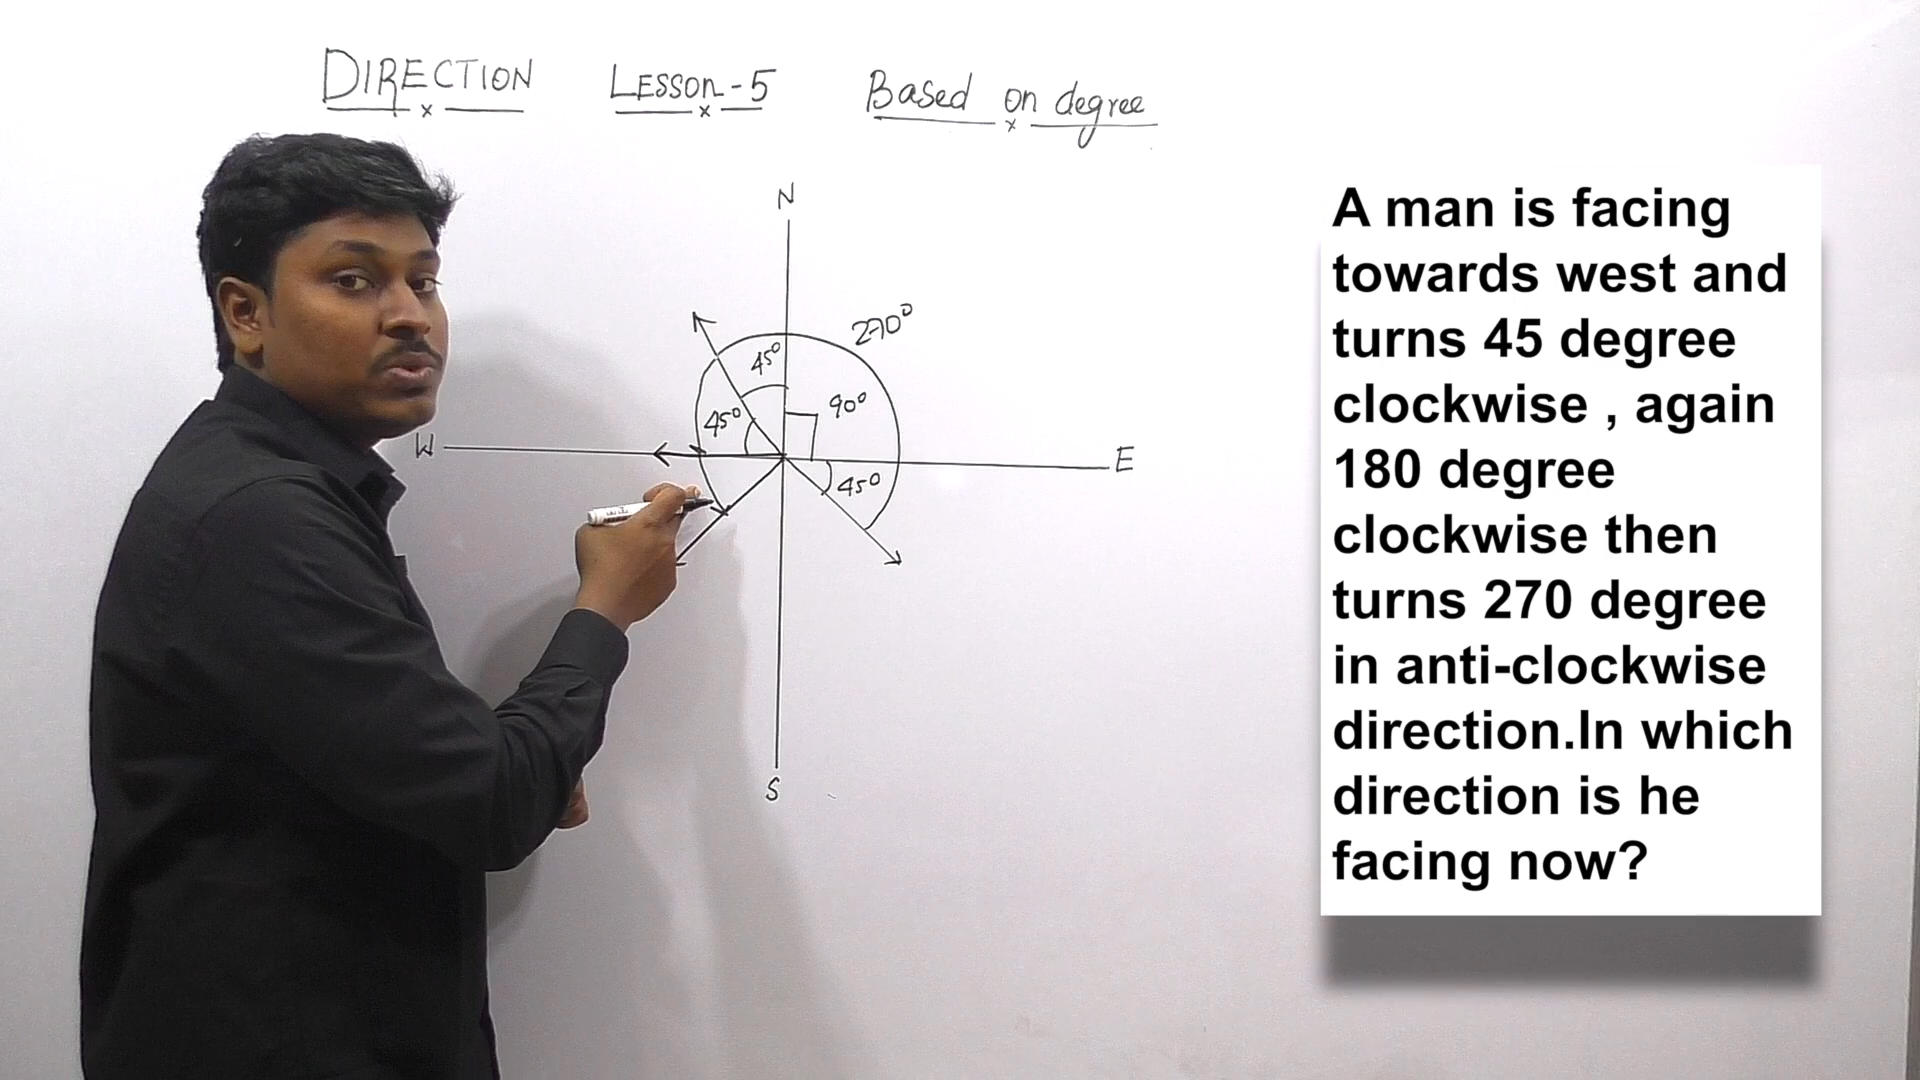 DIRECTION LESSON-5 Based on degree
N
270°
45°
90°
45°
W
E
45°
S
A man is facing
towards west and
turns 45 degree
clockwise , again
180 degree
clockwise then
turns 270 degree
in anti-clockwise
direction.In which
direction is he
facing now?